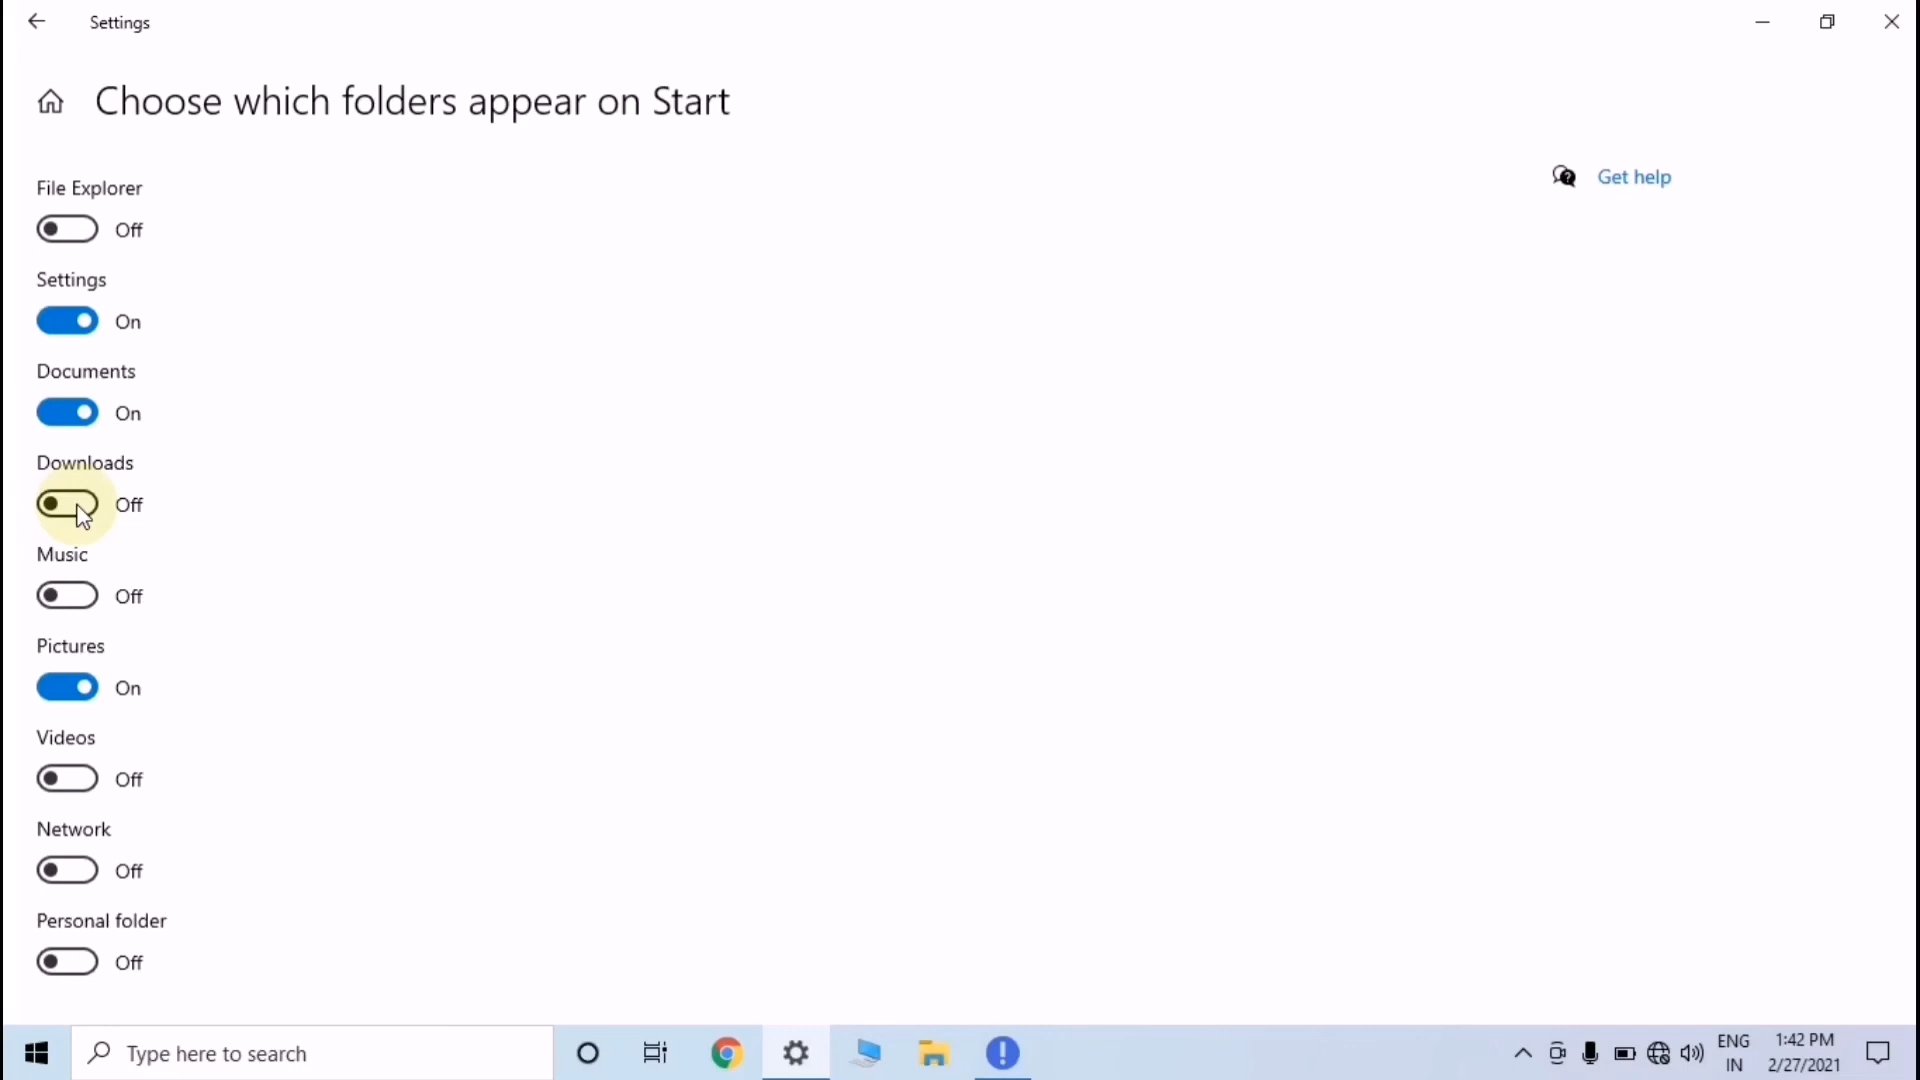 Settings
Choose which folders appear on Start
Get help
File Explorer
Off
Settings
On
Documents
On
Downloads
Off
Music
Off
Pictures
On
Videos
Off
Network
Off
Personal folder
Off
Type here to search
ENG
IN
1:42 PM
2/27/2021